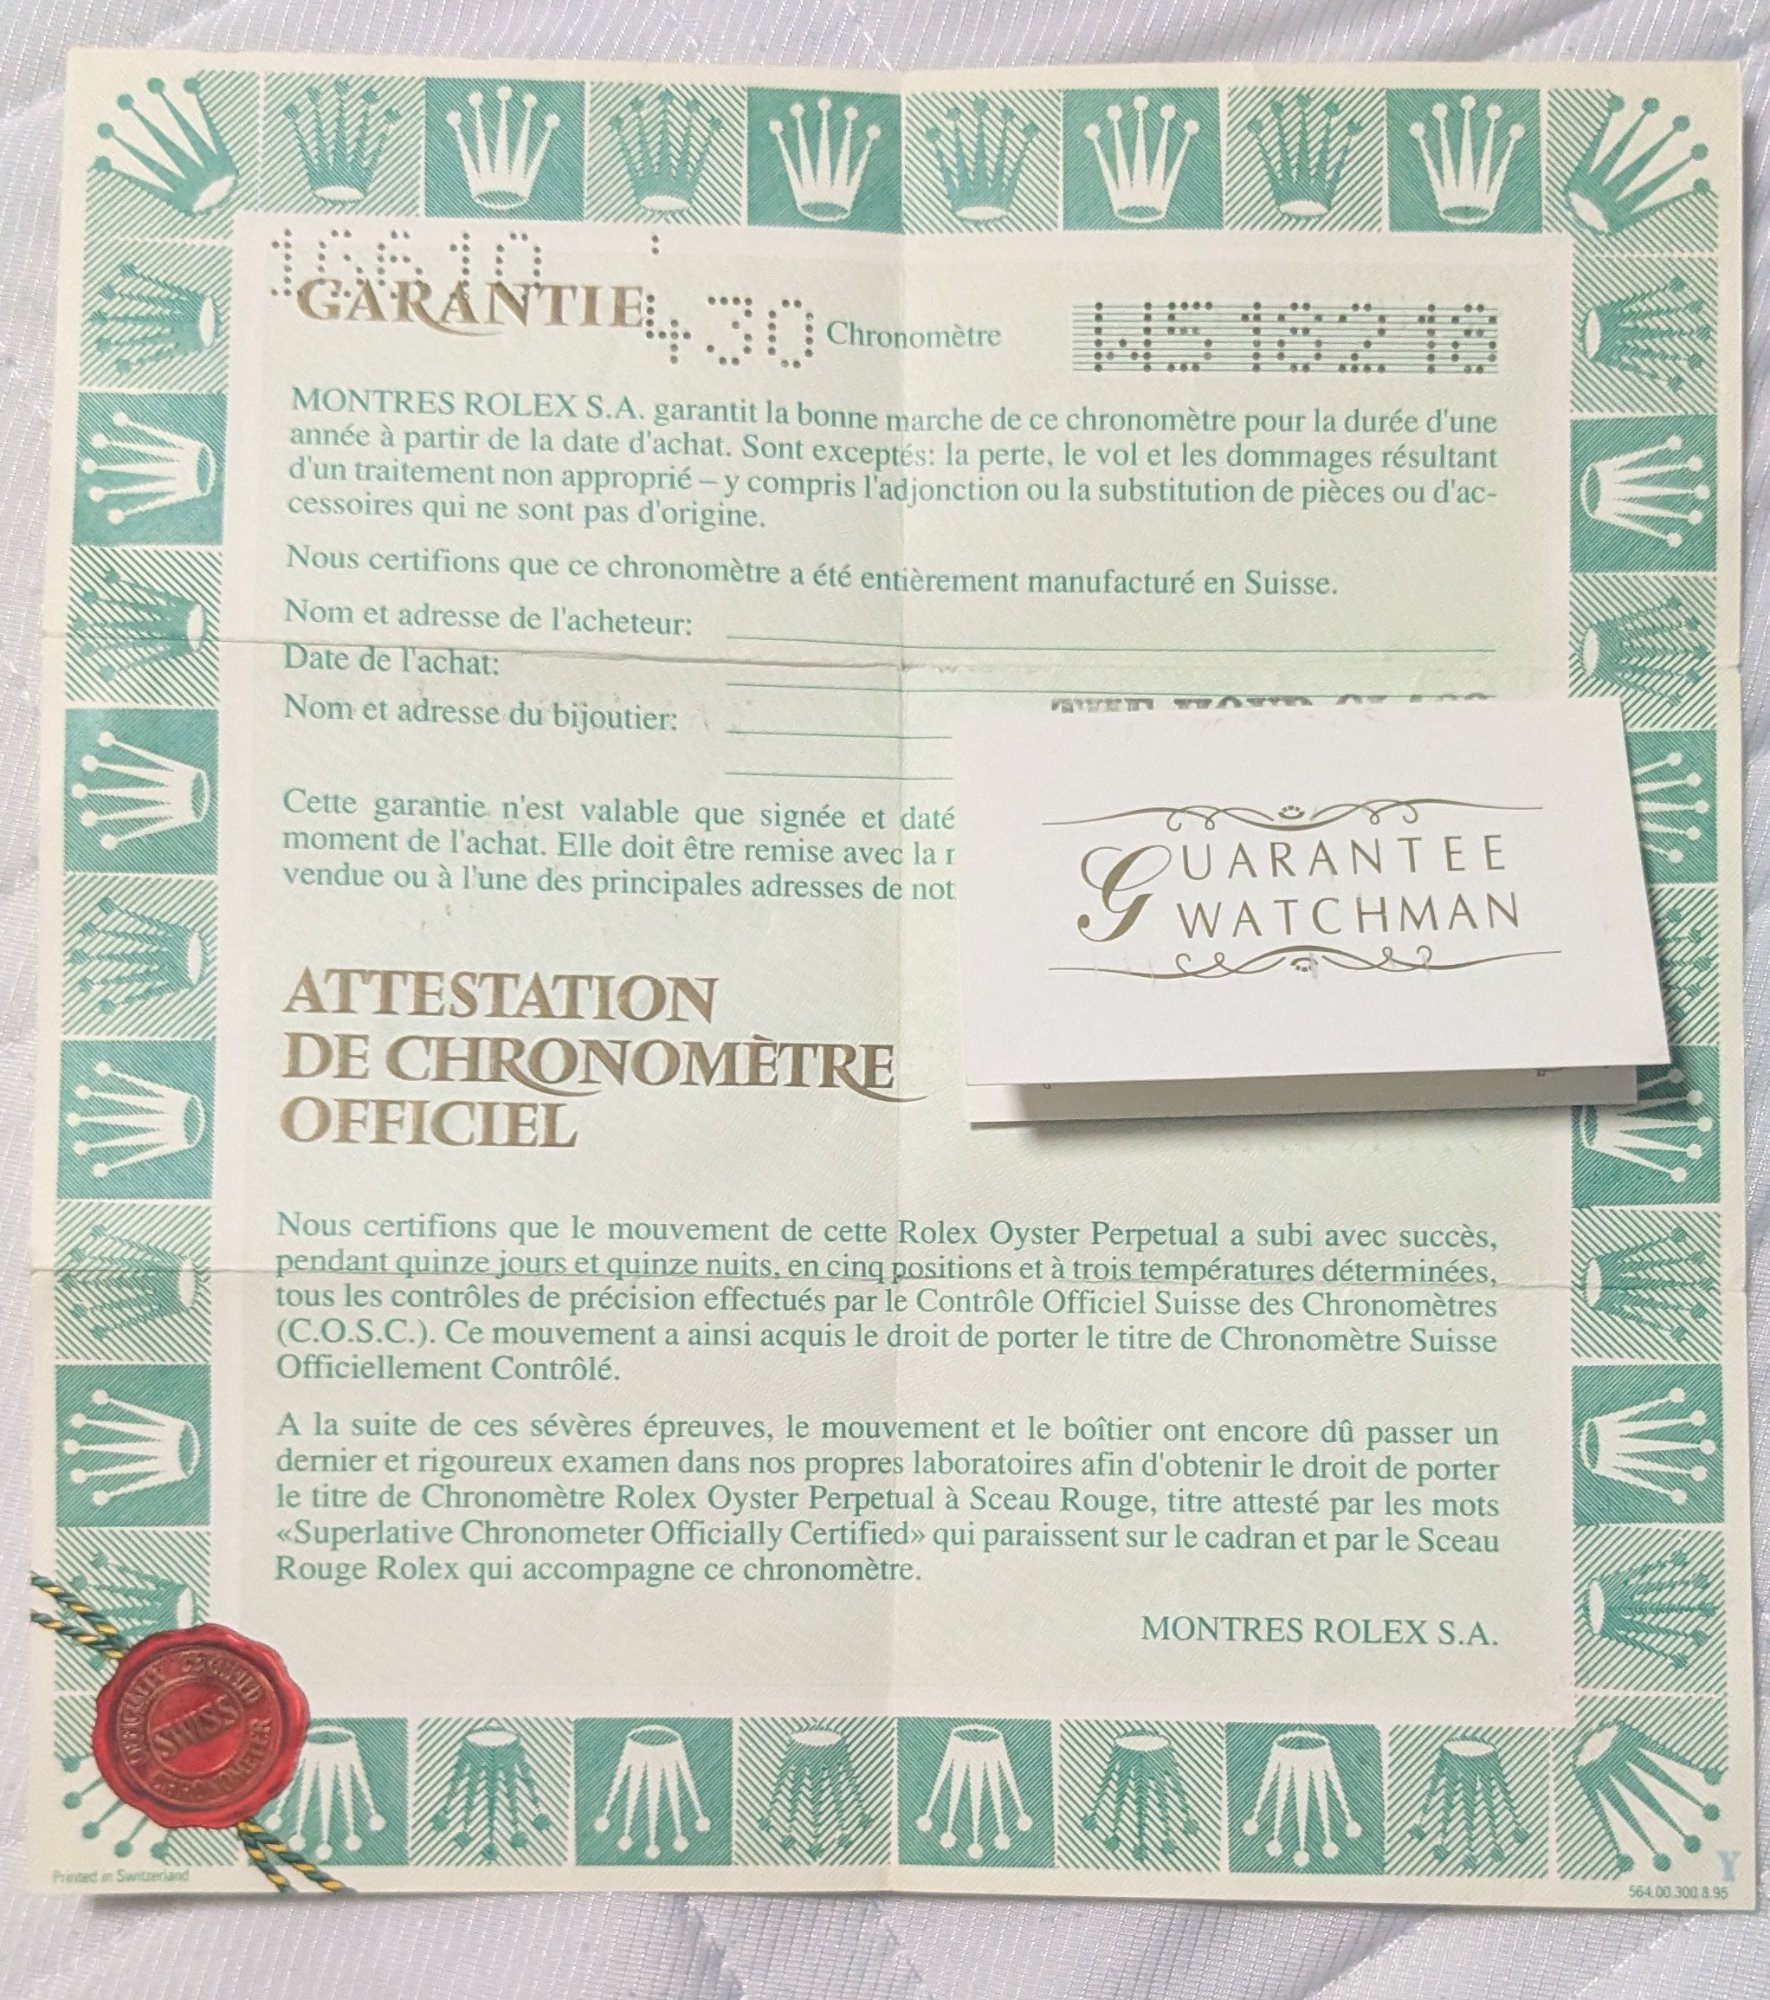 16610
GARANTIE
430
Chronomètre
W516218
MONTRES ROLEX S.A. garantit la bonne marche de ce chronomètre pour la durée d'une
année à partir de la date d'achat. Sont exceptés: la perte, le vol et les dommages résultant
d'un traitement non approprié – y compris l'adjonction ou la substitution de pièces ou d'ac-
cessoires qui ne sont pas d'origine.
Nous certifions que ce chronomètre a été entièrement manufacturé en Suisse.
Nom et adresse de l'acheteur:
Date de l'achat:
Nom et adresse du bijoutier:
Cette garantie n'est valable que signée et daté
moment de l'achat. Elle doit être remise avec la
vendue ou à l'une des principales adresses de not
GUARANTEE
WATCHMAN
ATTESTATION
DE CHRONOMÈTRE
OFFICIEL
Nous certifions que le mouvement de cette Rolex Oyster Perpetual a subi avec succès,
pendant quinze jours et quinze nuits, en cinq positions et à trois températures déterminées,
tous les contrôles de précision effectués par le Contrôle Officiel Suisse des Chronomètres
(C.O.S.C.). Ce mouvement a ainsi acquis le droit de porter le titre de Chronomètre Suisse
Officiellement Contrôlé.
A la suite de ces sévères épreuves, le mouvement et le boîtier ont encore dû passer un
dernier et rigoureux examen dans nos propres laboratoires afin d'obtenir le droit de porter
le titre de Chronomètre Rolex Oyster Perpetual à Sceau Rouge, titre attesté par les mots
«Superlative Chronometer Officially Certified» qui paraissent sur le cadran et par le Sceau
Rouge Rolex qui accompagne ce chronomètre.
MONTRES ROLEX S.A.
OFFICIALLY CERTIFIED
SWISS
CHRONOMETER
Printed in Switzerland
Y
564.00.300.8.95